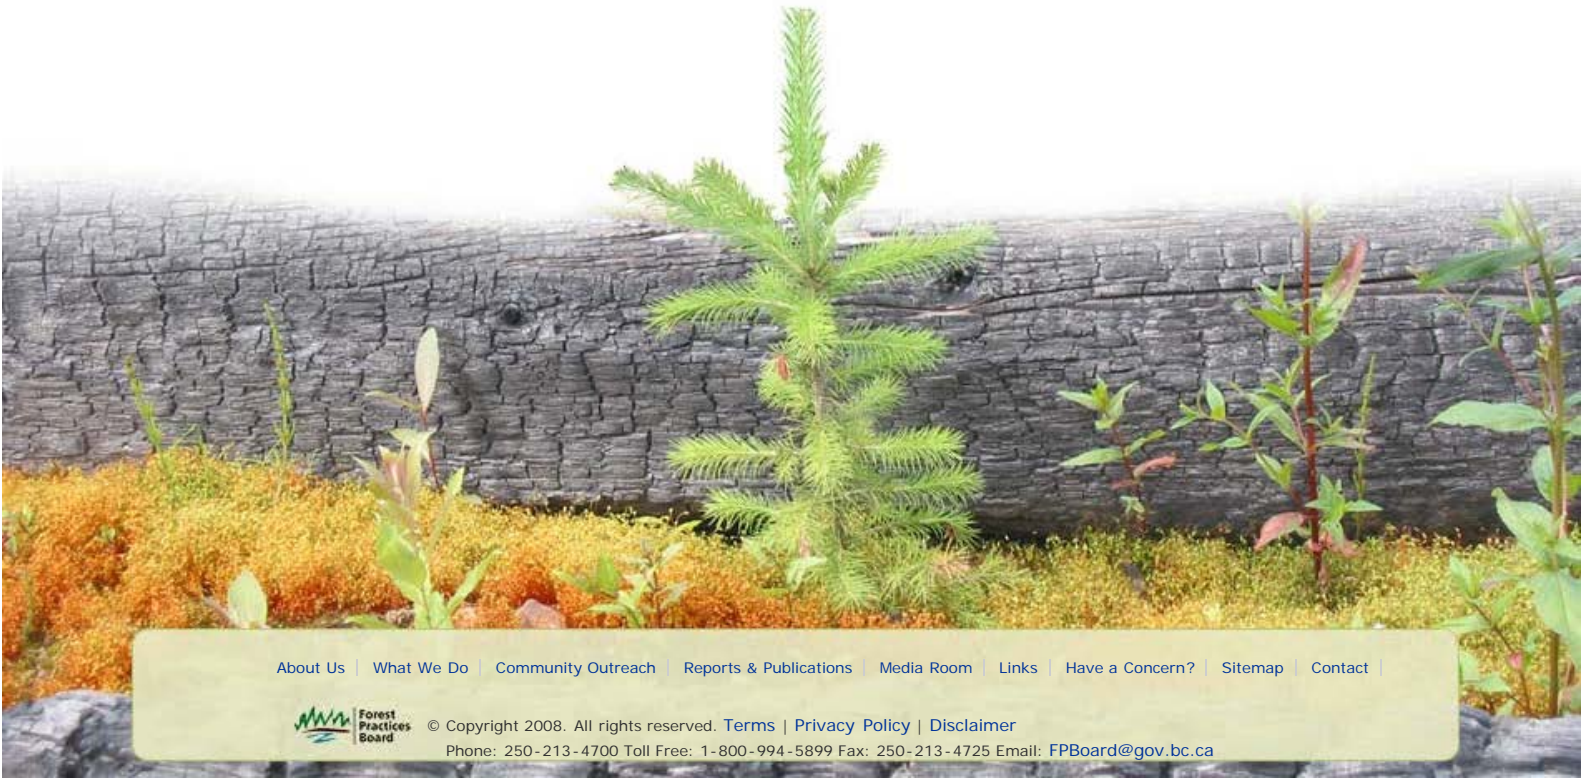 About Us | What We Do | Community Outreach | Reports & Publications | Media Room | Links | Have a Concern? | Sitemap | Contact |
Forest
Practices
Board
© Copyright 2008. All rights reserved. Terms | Privacy Policy | Disclaimer
Phone: 250-213-4700 Toll Free: 1-800-994-5899 Fax: 250-213-4725 Email: FPBoard@gov.bc.ca